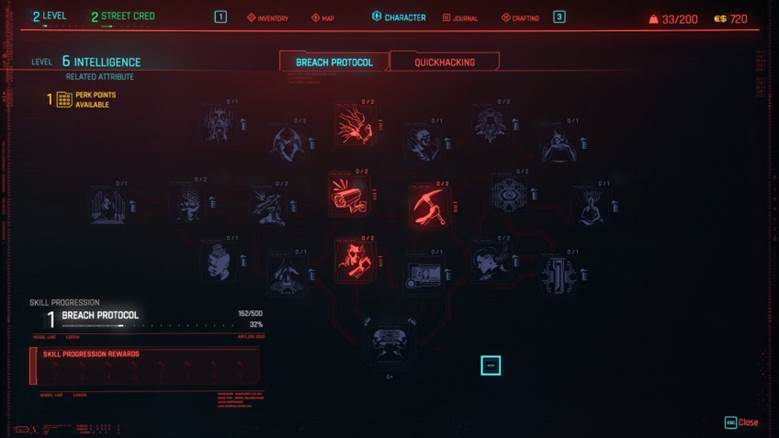 2 LEVEL 2 STREET CRED
1 INVENTORY MAP CHARACTER JOURNAL CRAFTING 3
33/200 720
LEVEL 6 INTELLIGENCE
RELATED ATTRIBUTE
BREACH PROTOCOL QUICKHACKING
1 PERK POINTS
AVAILABLE
0/1 0/2 0/2 0/1 0/2 0/1
0/1 0/2 0/2 0/2 0/2 0/2 0/1
0/1 0/2 0/2 0/1 0/2 0/1
SKILL PROGRESSION
1 BREACH PROTOCOL 162/500
32%
SKILL PROGRESSION REWARDS
Close